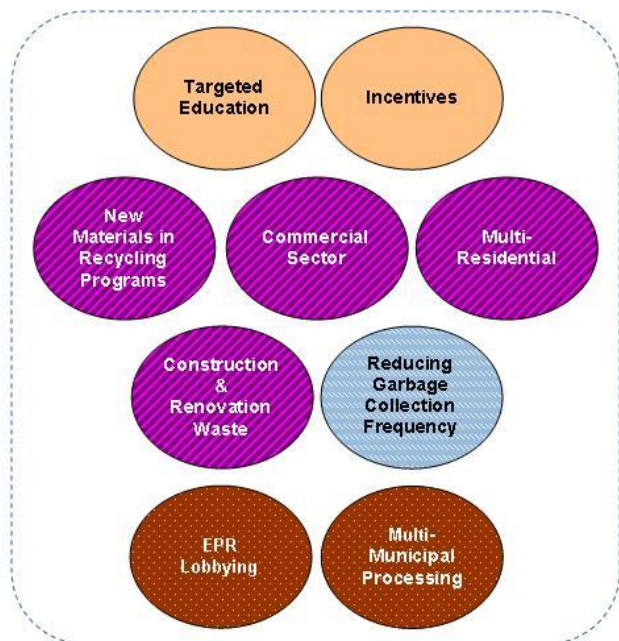 Targeted
Education
Incentives
New
Materials in
Recycling
Programs
Commercial
Sector
Multi-
Residential
Construction
&
Renovation
Waste
Reducing
Garbage
Collection
Frequency
EPR
Lobbying
Multi-
Municipal
Processing